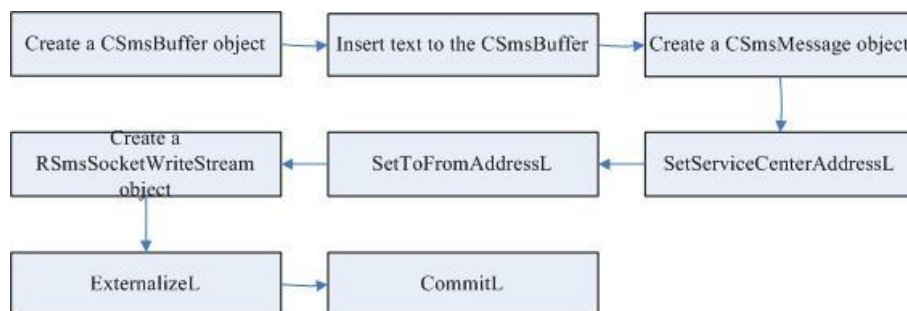 Create a CSmsBuffer object
Insert text to the CSmsBuffer
Create a CSmsMessage object
SetServiceCenterAddressL
SetToFromAddressL
Create a
RSmsSocketWriteStream
object
ExternalizeL
CommitL